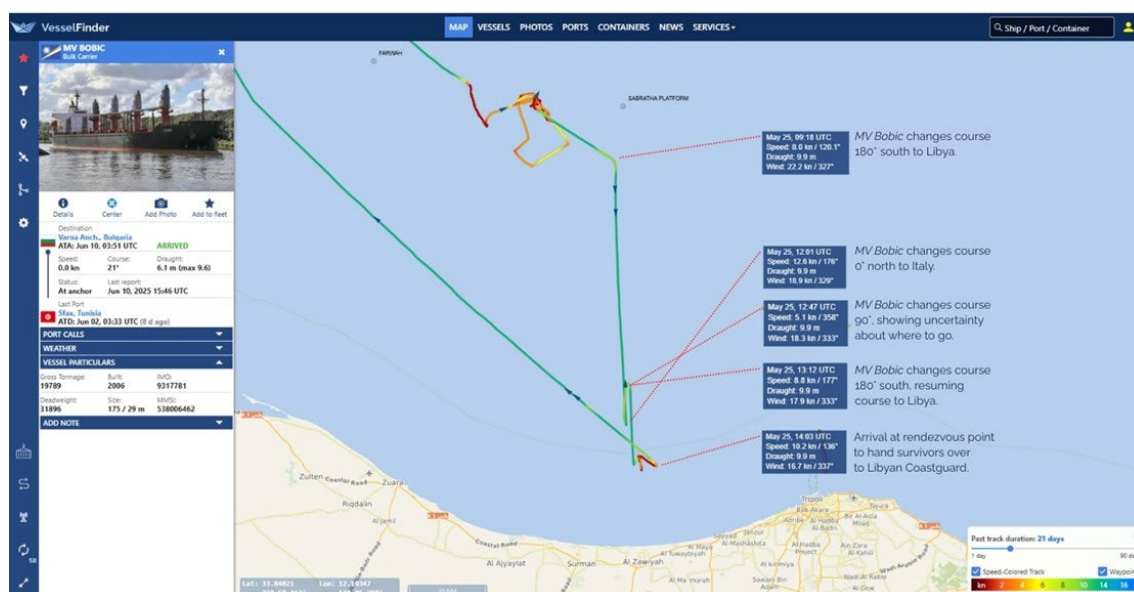 VesselFinder
MAP VESSELS PHOTOS PORTS CONTAINERS NEWS SERVICES
Ship / Port / Container
MV BOBIC
Bulk Carrier
Details Center Add Photo Add to fleet
Destination
Varna Anch., Bulgaria
ATA: Jun 10, 03:51 UTC ARRIVED
Speed: Course: Draught:
0.0 kn 21° 6.1 m (max 9.6)
Status: Last report:
At anchor Jun 10, 2025 15:46 UTC
Last Port
Sfax, Tunisia
ATD: Jun 02, 03:33 UTC (8 d ago)
PORT CALLS
WEATHER
VESSEL PARTICULARS
Gross Tonnage: Built: IMO:
19789 2006 9317781
Deadweight: Size: MMSI:
31896 175 / 29 m 538006462
ADD NOTE
FARWAH
SABRATHA PLATFORM
May 25, 09:18 UTC
Speed: 8.0 kn / 120.1°
Draught: 9.9 m
Wind: 22.2 kn / 327°
MV Bobic changes course
180° south to Libya.
May 25, 12:01 UTC
Speed: 12.6 kn / 176°
Draught: 9.9 m
Wind: 18.9 kn / 329°
MV Bobic changes course
0° north to Italy.
May 25, 12:47 UTC
Speed: 5.1 kn / 358°
Draught: 9.9 m
Wind: 18.3 kn / 333°
MV Bobic changes course
90°, showing uncertainty
about where to go.
May 25, 13:12 UTC
Speed: 8.8 kn / 177°
Draught: 9.9 m
Wind: 17.9 kn / 333°
MV Bobic changes course
180° south, resuming
course to Libya.
May 25, 14:03 UTC
Speed: 10.2 kn / 136°
Draught: 9.9 m
Wind: 16.7 kn / 337°
Arrival at rendezvous point
to hand survivors over
to Libyan Coastguard.
Zulten Coastal Road Zuara
Riqdalin
Al Jamil
Coastal Road
Al Ajaylat
Surman
Al Zawiyah
Tripoli
Past track duration: 21 days
1 day
Speed-Colored Track
kn 2 4 6 8 10 14 16